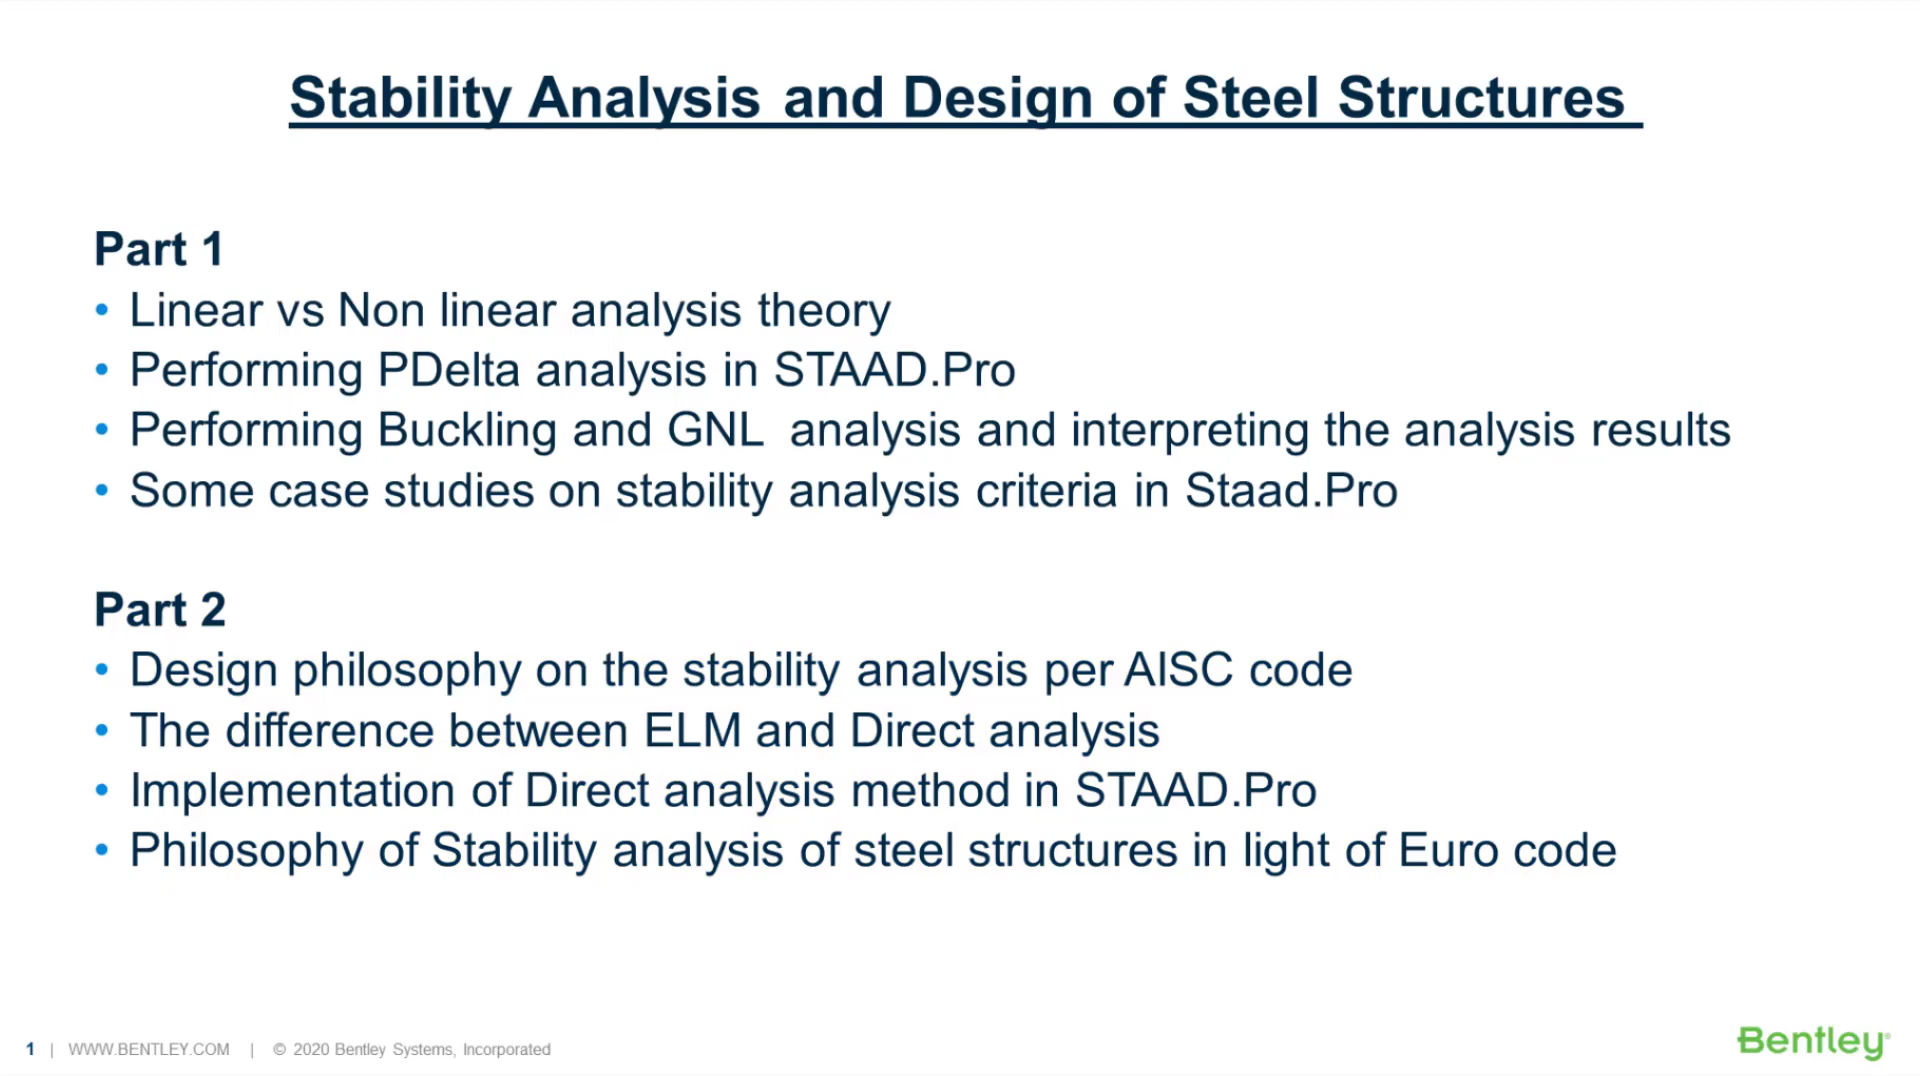 Stability Analysis and Design of Steel Structures
Part 1
• Linear vs Non linear analysis theory
• Performing PDelta analysis in STAAD.Pro
• Performing Buckling and GNL  analysis and interpreting the analysis results
• Some case studies on stability analysis criteria in Staad.Pro
Part 2
• Design philosophy on the stability analysis per AISC code
• The difference between ELM and Direct analysis
• Implementation of Direct analysis method in STAAD.Pro
• Philosophy of Stability analysis of steel structures in light of Euro code
1 | WWW.BENTLEY.COM | © 2020 Bentley Systems, Incorporated
Bentley®